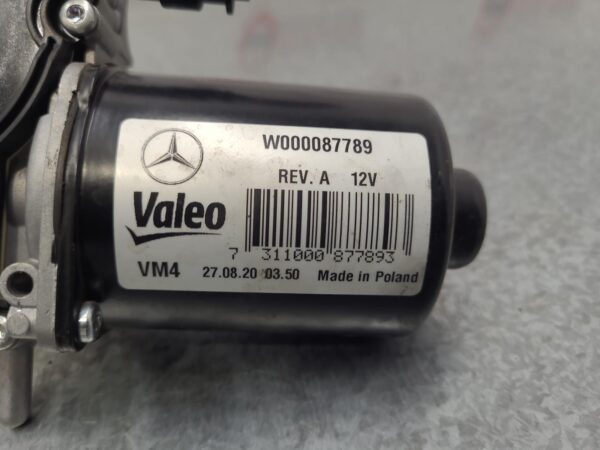 W000087789
REV. A 12V
Valeo
7 311000 877893
VM4 27.08.20 03.50 Made in Poland